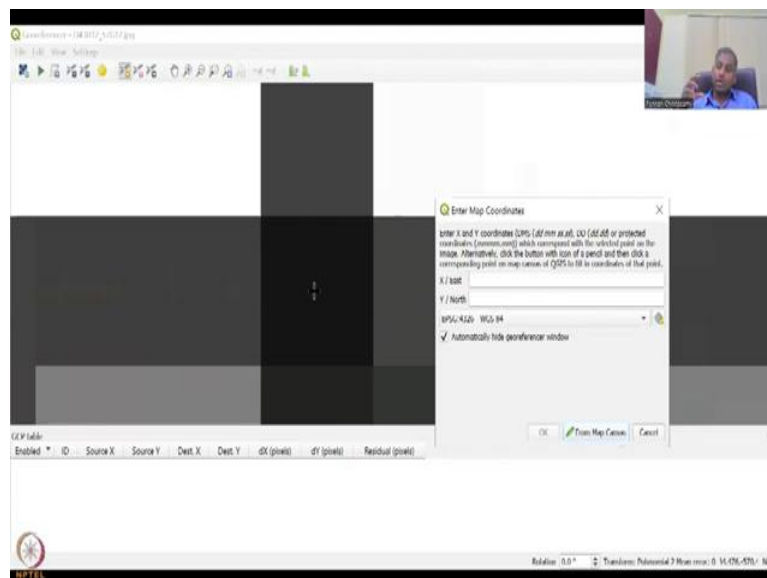 Edit View Settings
Enter Map Coordinates
Enter X and Y coordinates (DMS (dd mm ss.ss), DD (dd.dd) or projected
coordinates (mmmm.mm)) which correspond with the selected point on the
image. Alternatively, click the button with icon of a pencil and then click a
corresponding point on map canvas of QGIS to fill in coordinates of that point.
X / East
Y / North
EPSG:4326 WGS 84
Automatically hide georeferencer window
OK From Map Canvas Cancel
GCP table
Enabled ID Source X Source Y Dest. X Dest. Y dX (pixels) dY (pixels) Residual (pixels)
Rotation 0.0 ° Transform: Polynomial 2 Mean error: 0
NPTEL